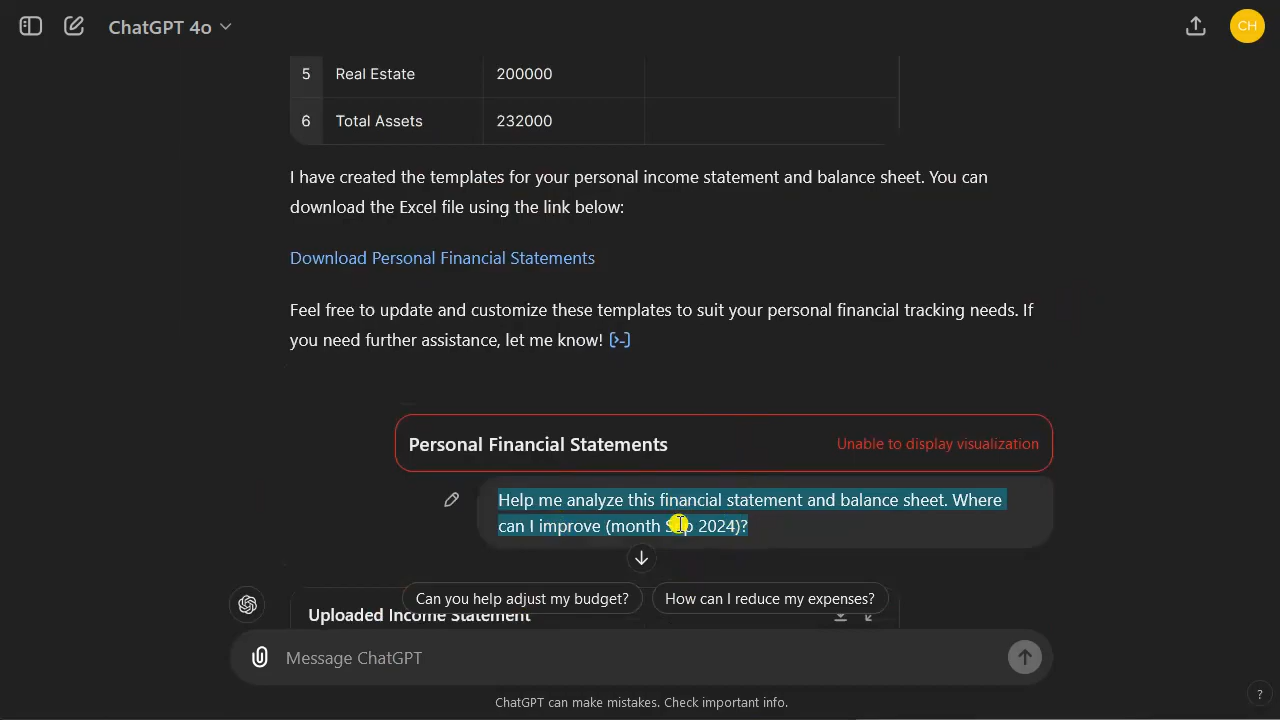 ChatGPT 4o
CH
5 Real Estate 200000
6 Total Assets 232000
I have created the templates for your personal income statement and balance sheet. You can
download the Excel file using the link below:
Download Personal Financial Statements
Feel free to update and customize these templates to suit your personal financial tracking needs. If
you need further assistance, let me know! [>-]
Personal Financial Statements Unable to display visualization
Help me analyze this financial statement and balance sheet. Where
can I improve (month Sep 2024)?
Can you help adjust my budget? How can I reduce my expenses?
Uploaded Income Statement
Message ChatGPT
ChatGPT can make mistakes. Check important info.
?